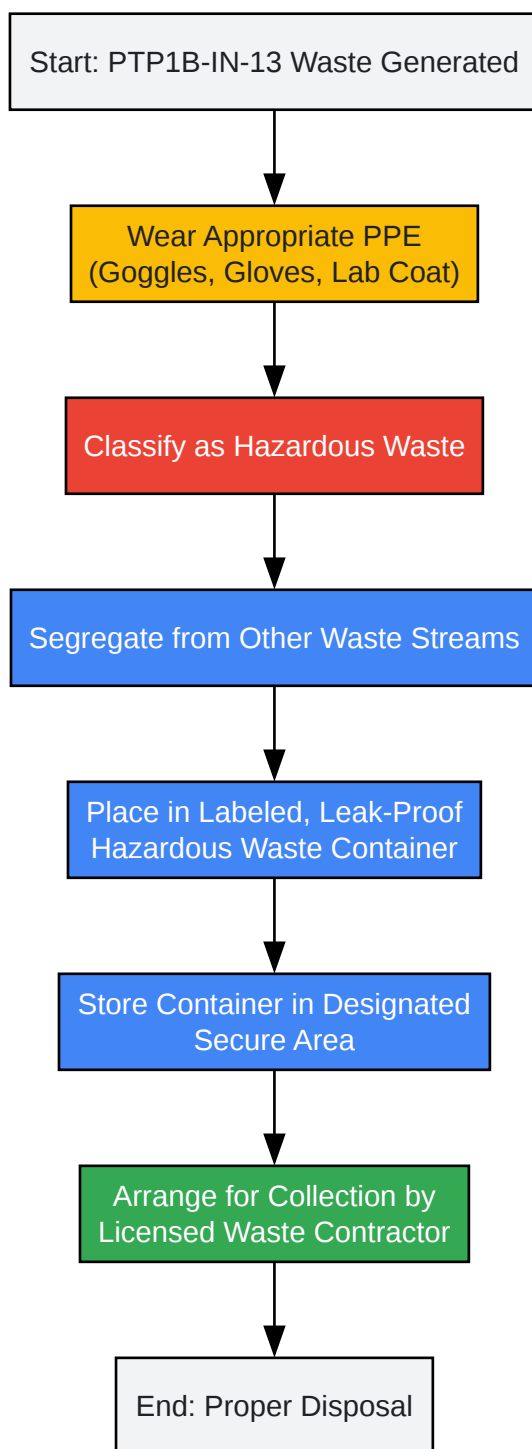 Start: PTP1B-IN-13 Waste Generated
Wear Appropriate PPE
(Goggles, Gloves, Lab Coat)
Classify as Hazardous Waste
Segregate from Other Waste Streams
Place in Labeled, Leak-Proof
Hazardous Waste Container
Store Container in Designated
Secure Area
Arrange for Collection by
Licensed Waste Contractor
End: Proper Disposal